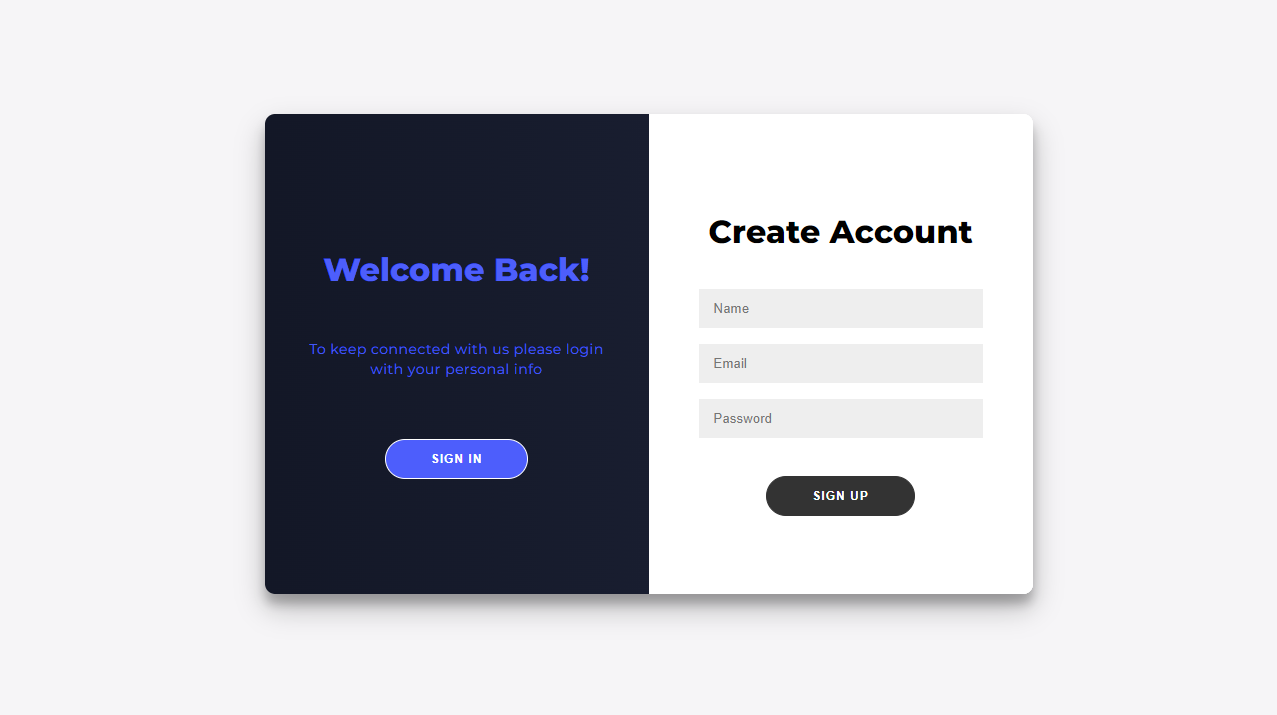 Welcome Back!
To keep connected with us please login
with your personal info
SIGN IN
Create Account
Name
Email
Password
SIGN UP